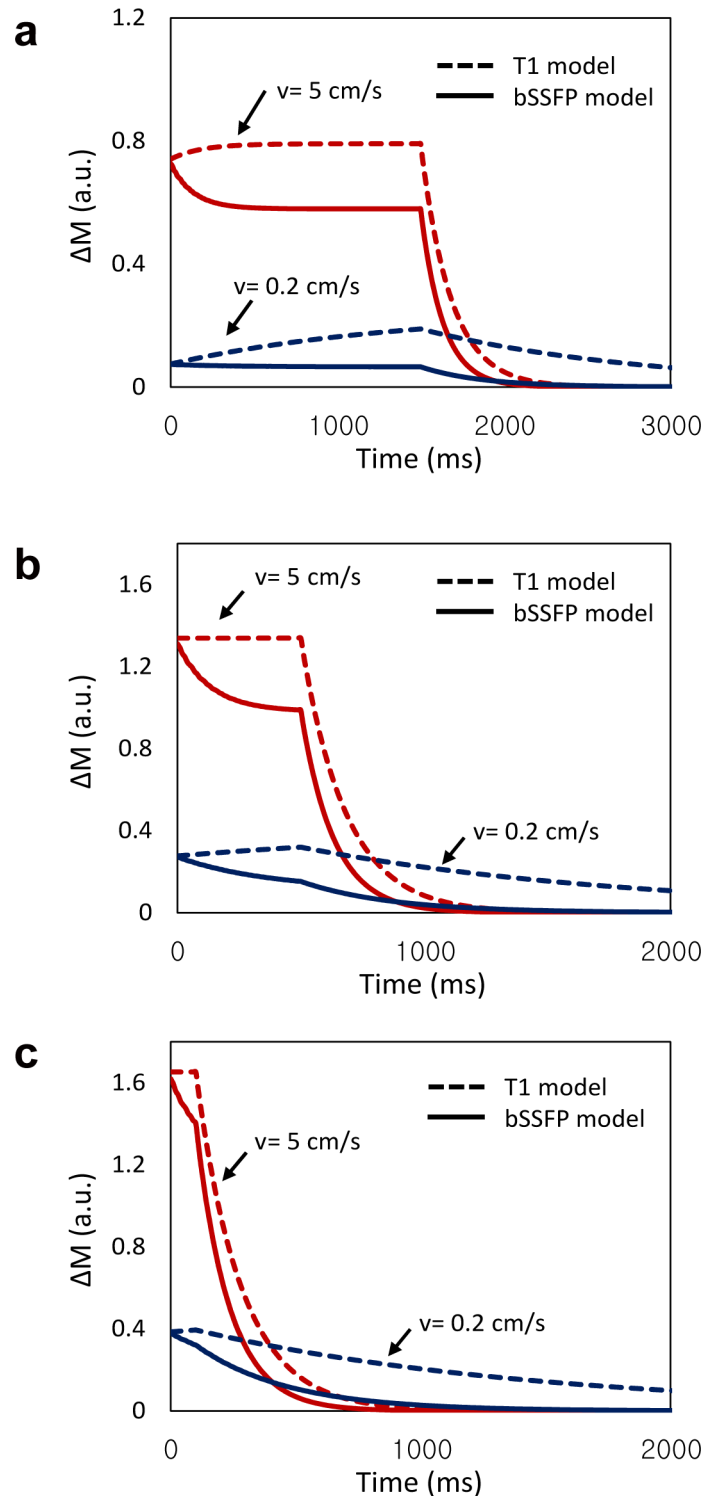 a
1.2
0.8
0.4
0
ΔM (a.u.)
v= 5 cm/s
T1 model
bSSFP model
v= 0.2 cm/s
0
1000
2000
3000
Time (ms)
b
1.6
1.2
0.8
0.4
0
ΔM (a.u.)
v= 5 cm/s
T1 model
bSSFP model
v= 0.2 cm/s
0
1000
2000
Time (ms)
c
1.6
1.2
0.8
0.4
0
ΔM (a.u.)
T1 model
bSSFP model
v= 5 cm/s
v= 0.2 cm/s
0
1000
2000
Time (ms)